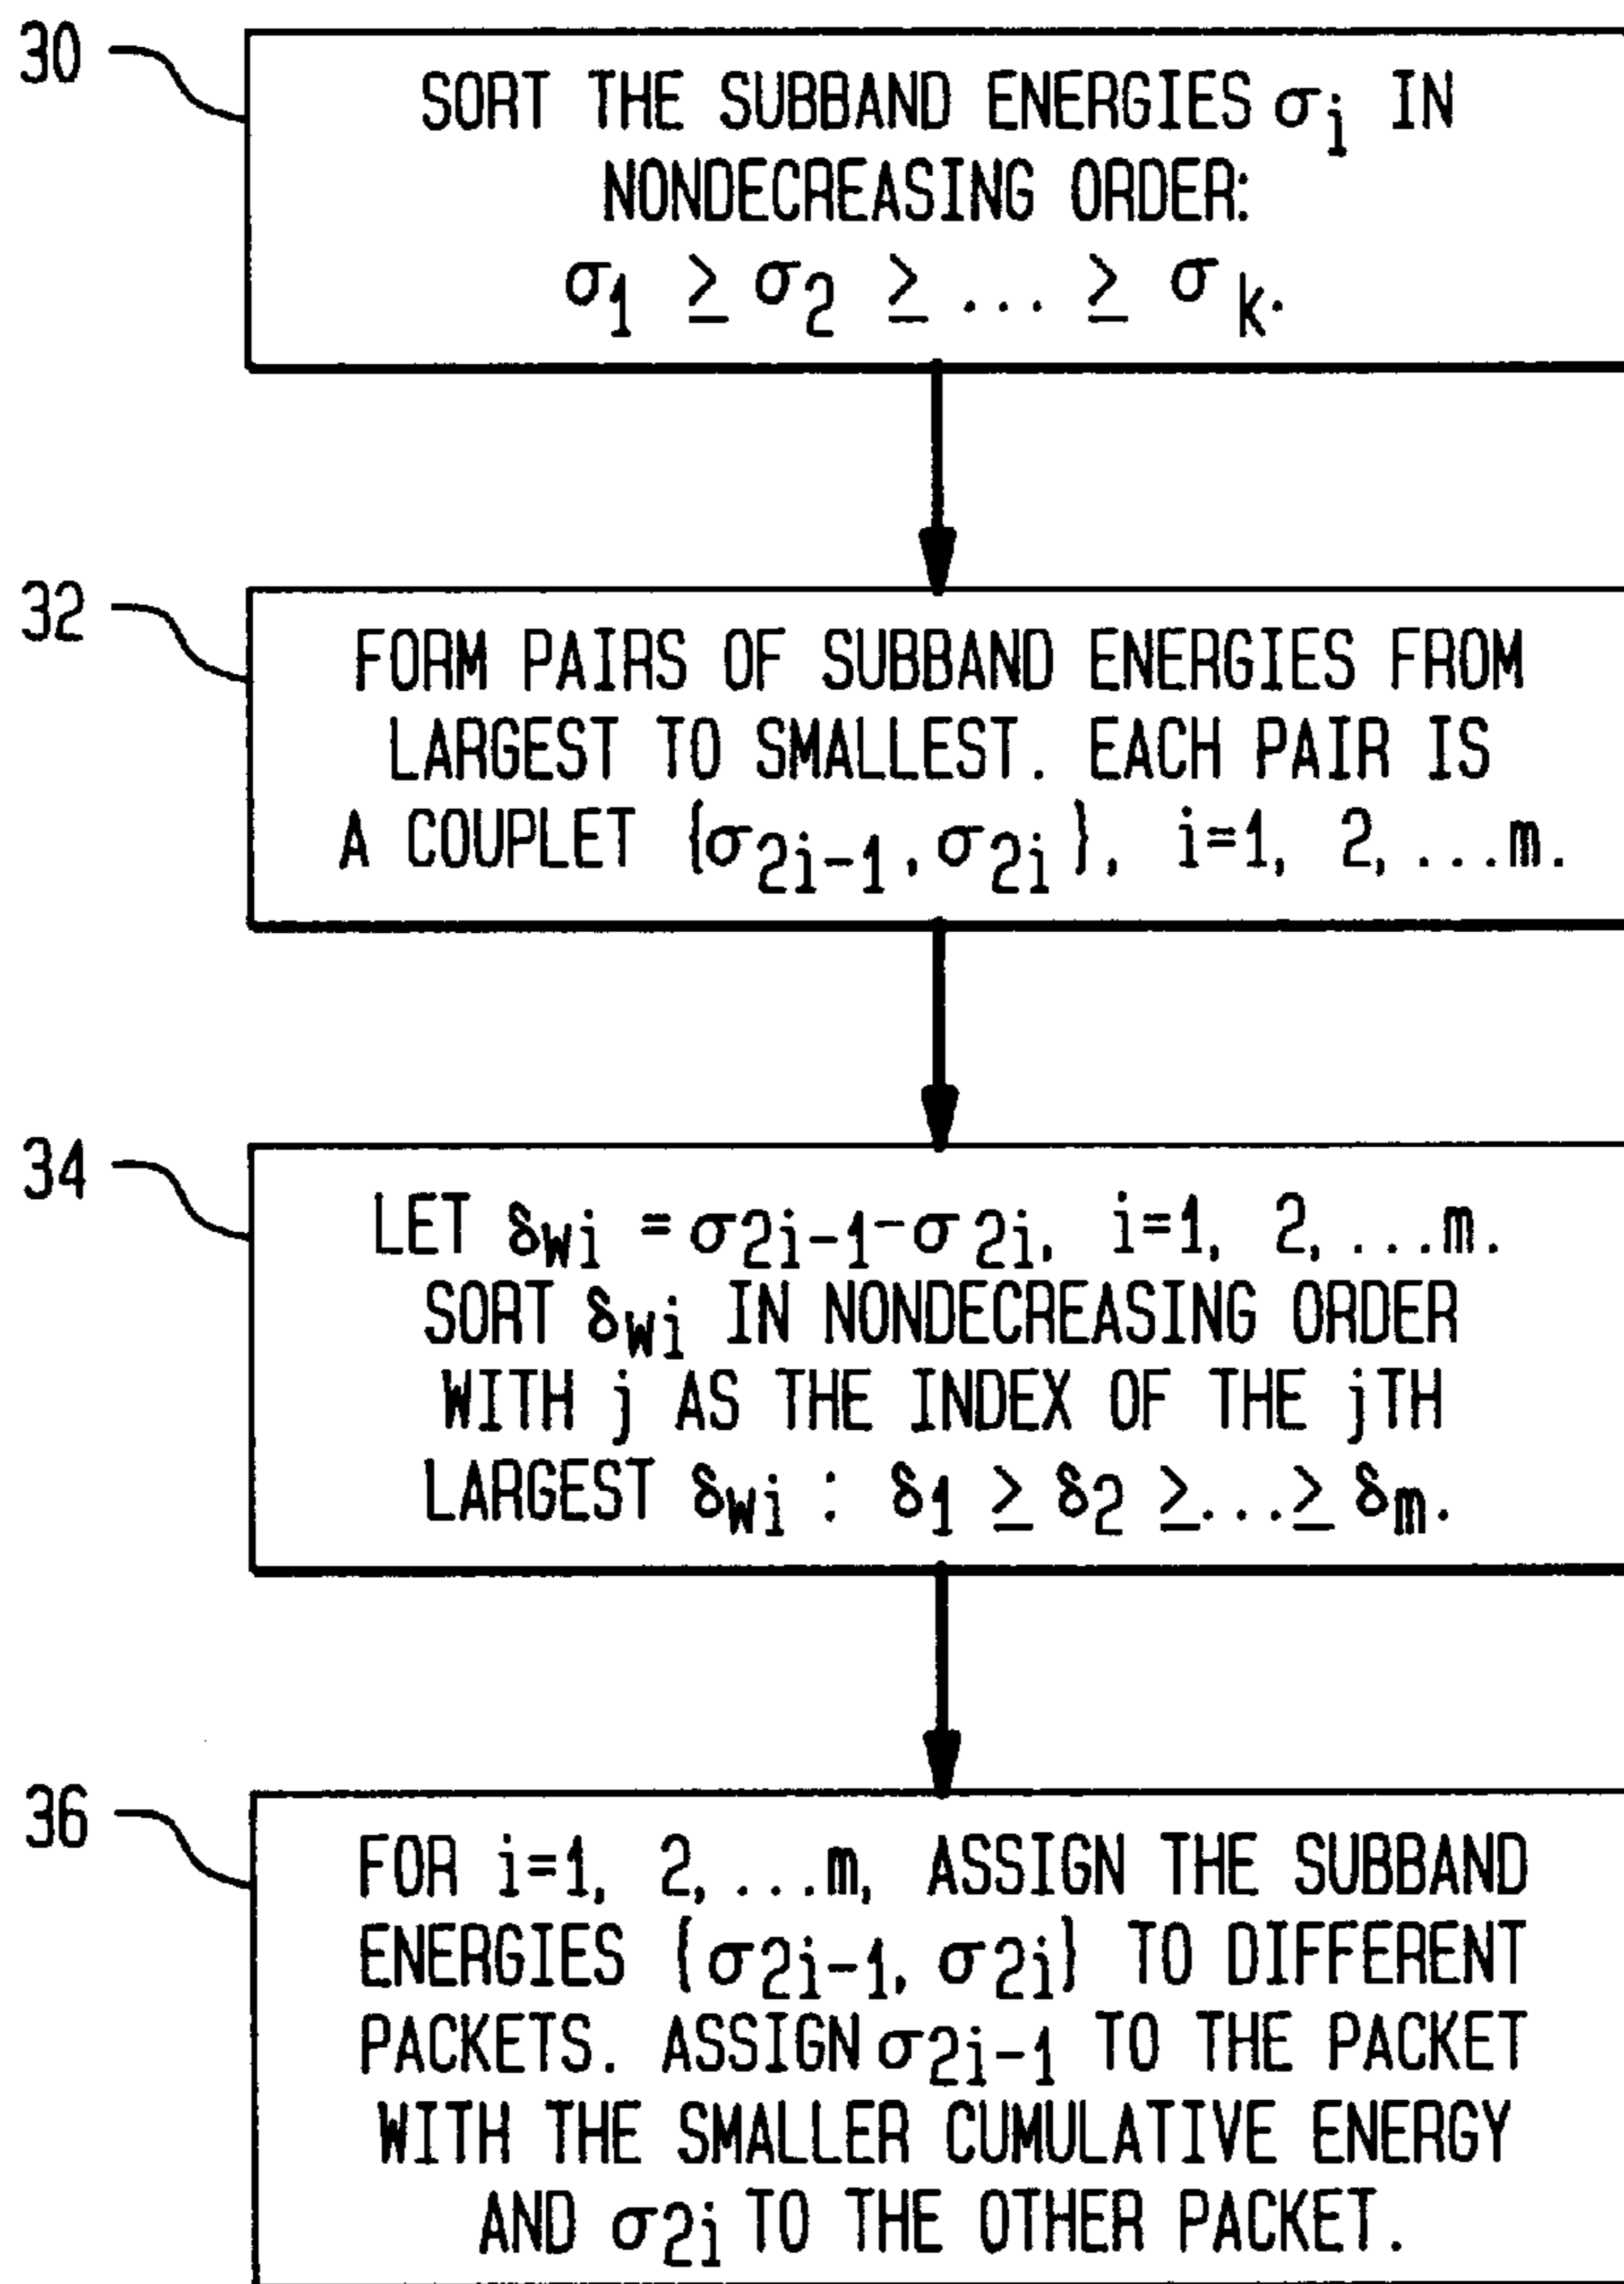 30
SORT THE SUBBAND ENERGIES σi IN
NONDECREASING ORDER:
σ1 ≥ σ2 ≥ ... ≥ σk.
32
FORM PAIRS OF SUBBAND ENERGIES FROM
LARGEST TO SMALLEST. EACH PAIR IS
A COUPLET {σ2i-1, σ2i}, i=1, 2, ...m.
34
LET δwi = σ2i-1-σ2i, i=1, 2, ...m.
SORT δwi IN NONDECREASING ORDER
WITH j AS THE INDEX OF THE jTH
LARGEST δwi : δ1 ≥ δ2 ≥...≥ δm.
36
FOR i=1, 2, ...m, ASSIGN THE SUBBAND
ENERGIES {σ2i-1, σ2i} TO DIFFERENT
PACKETS. ASSIGN σ2i-1 TO THE PACKET
WITH THE SMALLER CUMULATIVE ENERGY
AND σ2i TO THE OTHER PACKET.